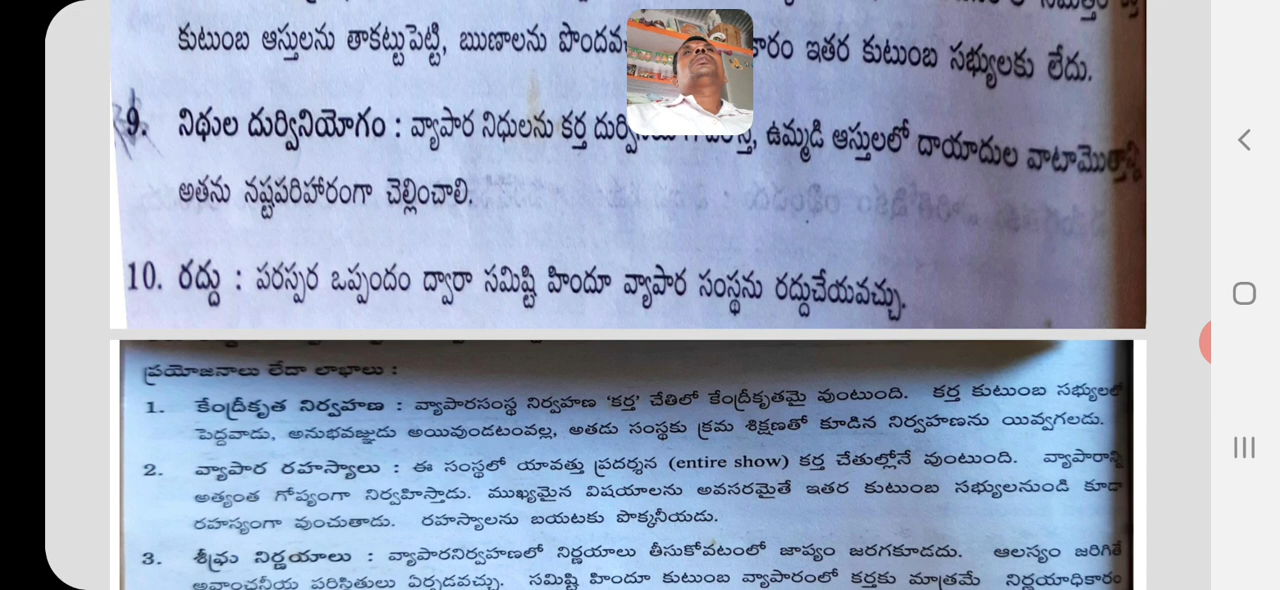 కుటుంబ ఆస్తులను తాకట్టుపెట్టి, ఋణాలను ఇతర కుటుంబ సభ్యులకు లేదు.
9. నిథుల దుర్వినియోగం : వ్యాపార నిధులను కర్త ఉమ్మడి ఆస్తులలో దాయాదుల వాటామొత్తాన్ని
అతను నష్టపరిహారంగా చెల్లించాలి.
10. రద్దు : పరస్పర ఒప్పందం ద్వారా సమిష్టి హిందూ వ్యాపార సంస్థను రద్దుచేయవచ్చు.
ప్రయోజనాలు లేదా లాభాలు :
1. కేంద్రీకృత నిర్వహణ : వ్యాపారసంస్థ నిర్వహణ ‘కర్త’ చేతిలో కేంద్రీకృతమై వుంటుంది. కర్త కుటుంబ సభ్యులలో
పెద్దవాడు, అనుభవజ్ఞుడు అయివుండటంవల్ల, అతడు సంస్థకు క్రమ శిక్షణతో కూడిన నిర్వహణను యివ్వగలడు.
2. వ్యాపార రహస్యాలు : ఈ సంస్థలో యావత్తు ప్రదర్శన (entire show) కర్త చేతుల్లోనే వుంటుంది. వ్యాపారాన్ని
అత్యంత గోప్యంగా నిర్వహిస్తాడు. ముఖ్యమైన విషయాలను అవసరమైతే ఇతర కుటుంబ సభ్యులనుండి కూడా
రహస్యంగా వుంచుతాడు. రహస్యాలను బయటకు పొక్కనీయడు.
3. శీఘ్ర నిర్ణయాలు : వ్యాపారనిర్వహణలో నిర్ణయాలు తీసుకోవటంలో జాప్యం జరగకూడదు. ఆలస్యం జరిగితే
అవాంఛనీయ పరిస్థితులు ఏర్పడవచ్చు. సమిష్టి హిందూ కుటుంబ వ్యాపారంలో కర్తకు మాత్రమే నిర్ణయాధికారం